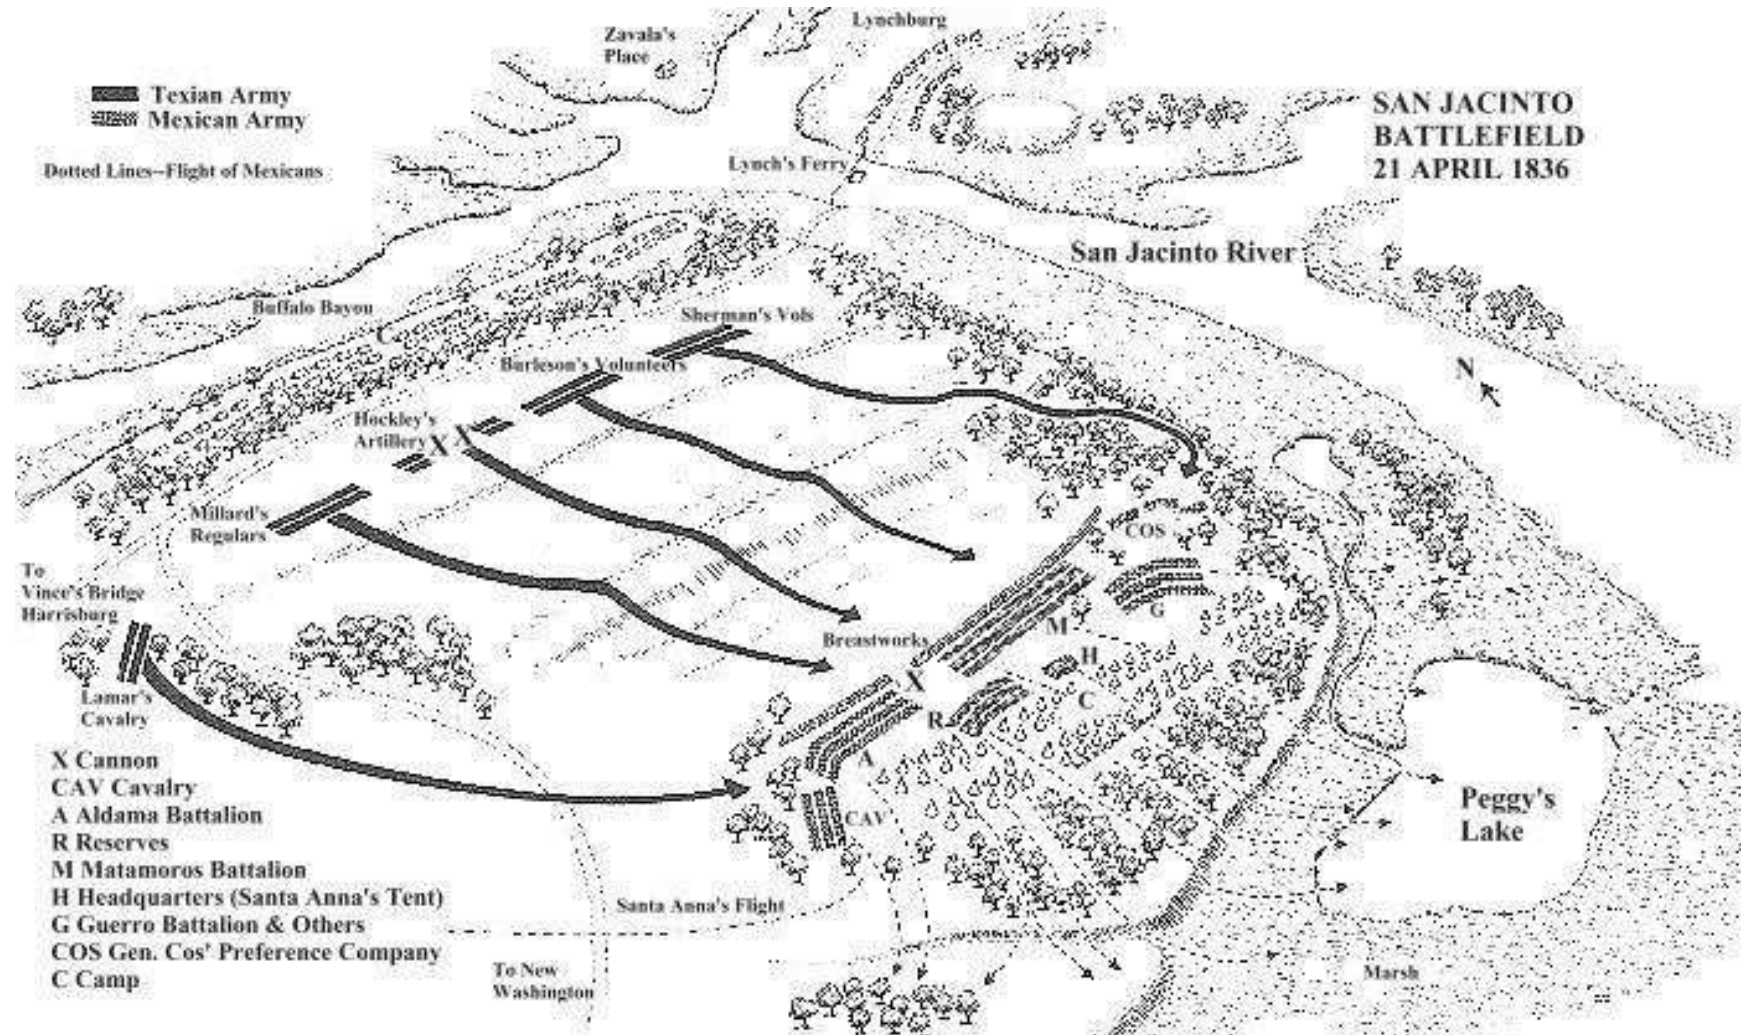 Lynchburg
Zavala's
Place
Texian Army
Mexican Army
Dotted Lines--Flight of Mexicans
SAN JACINTO
BATTLEFIELD
21 APRIL 1836
Lynch's Ferry
San Jacinto River
Buffalo Bayou
C
Sherman's Vols
Burleson's Volunteers
N
Hockley's
Artillery
X X
Millard's
Regulars
COS
To
Vince's Bridge
Harrisburg
G
M
Breastworks
H
X
Lamar's
Cavalry
C
R
A
CAV
X Cannon
CAV Cavalry
A Aldama Battalion
R Reserves
M Matamoros Battalion
H Headquarters (Santa Anna's Tent)
G Guerro Battalion & Others
COS Gen. Cos' Preference Company
C Camp
Peggy's
Lake
Santa Anna's Flight
To New
Washington
Marsh